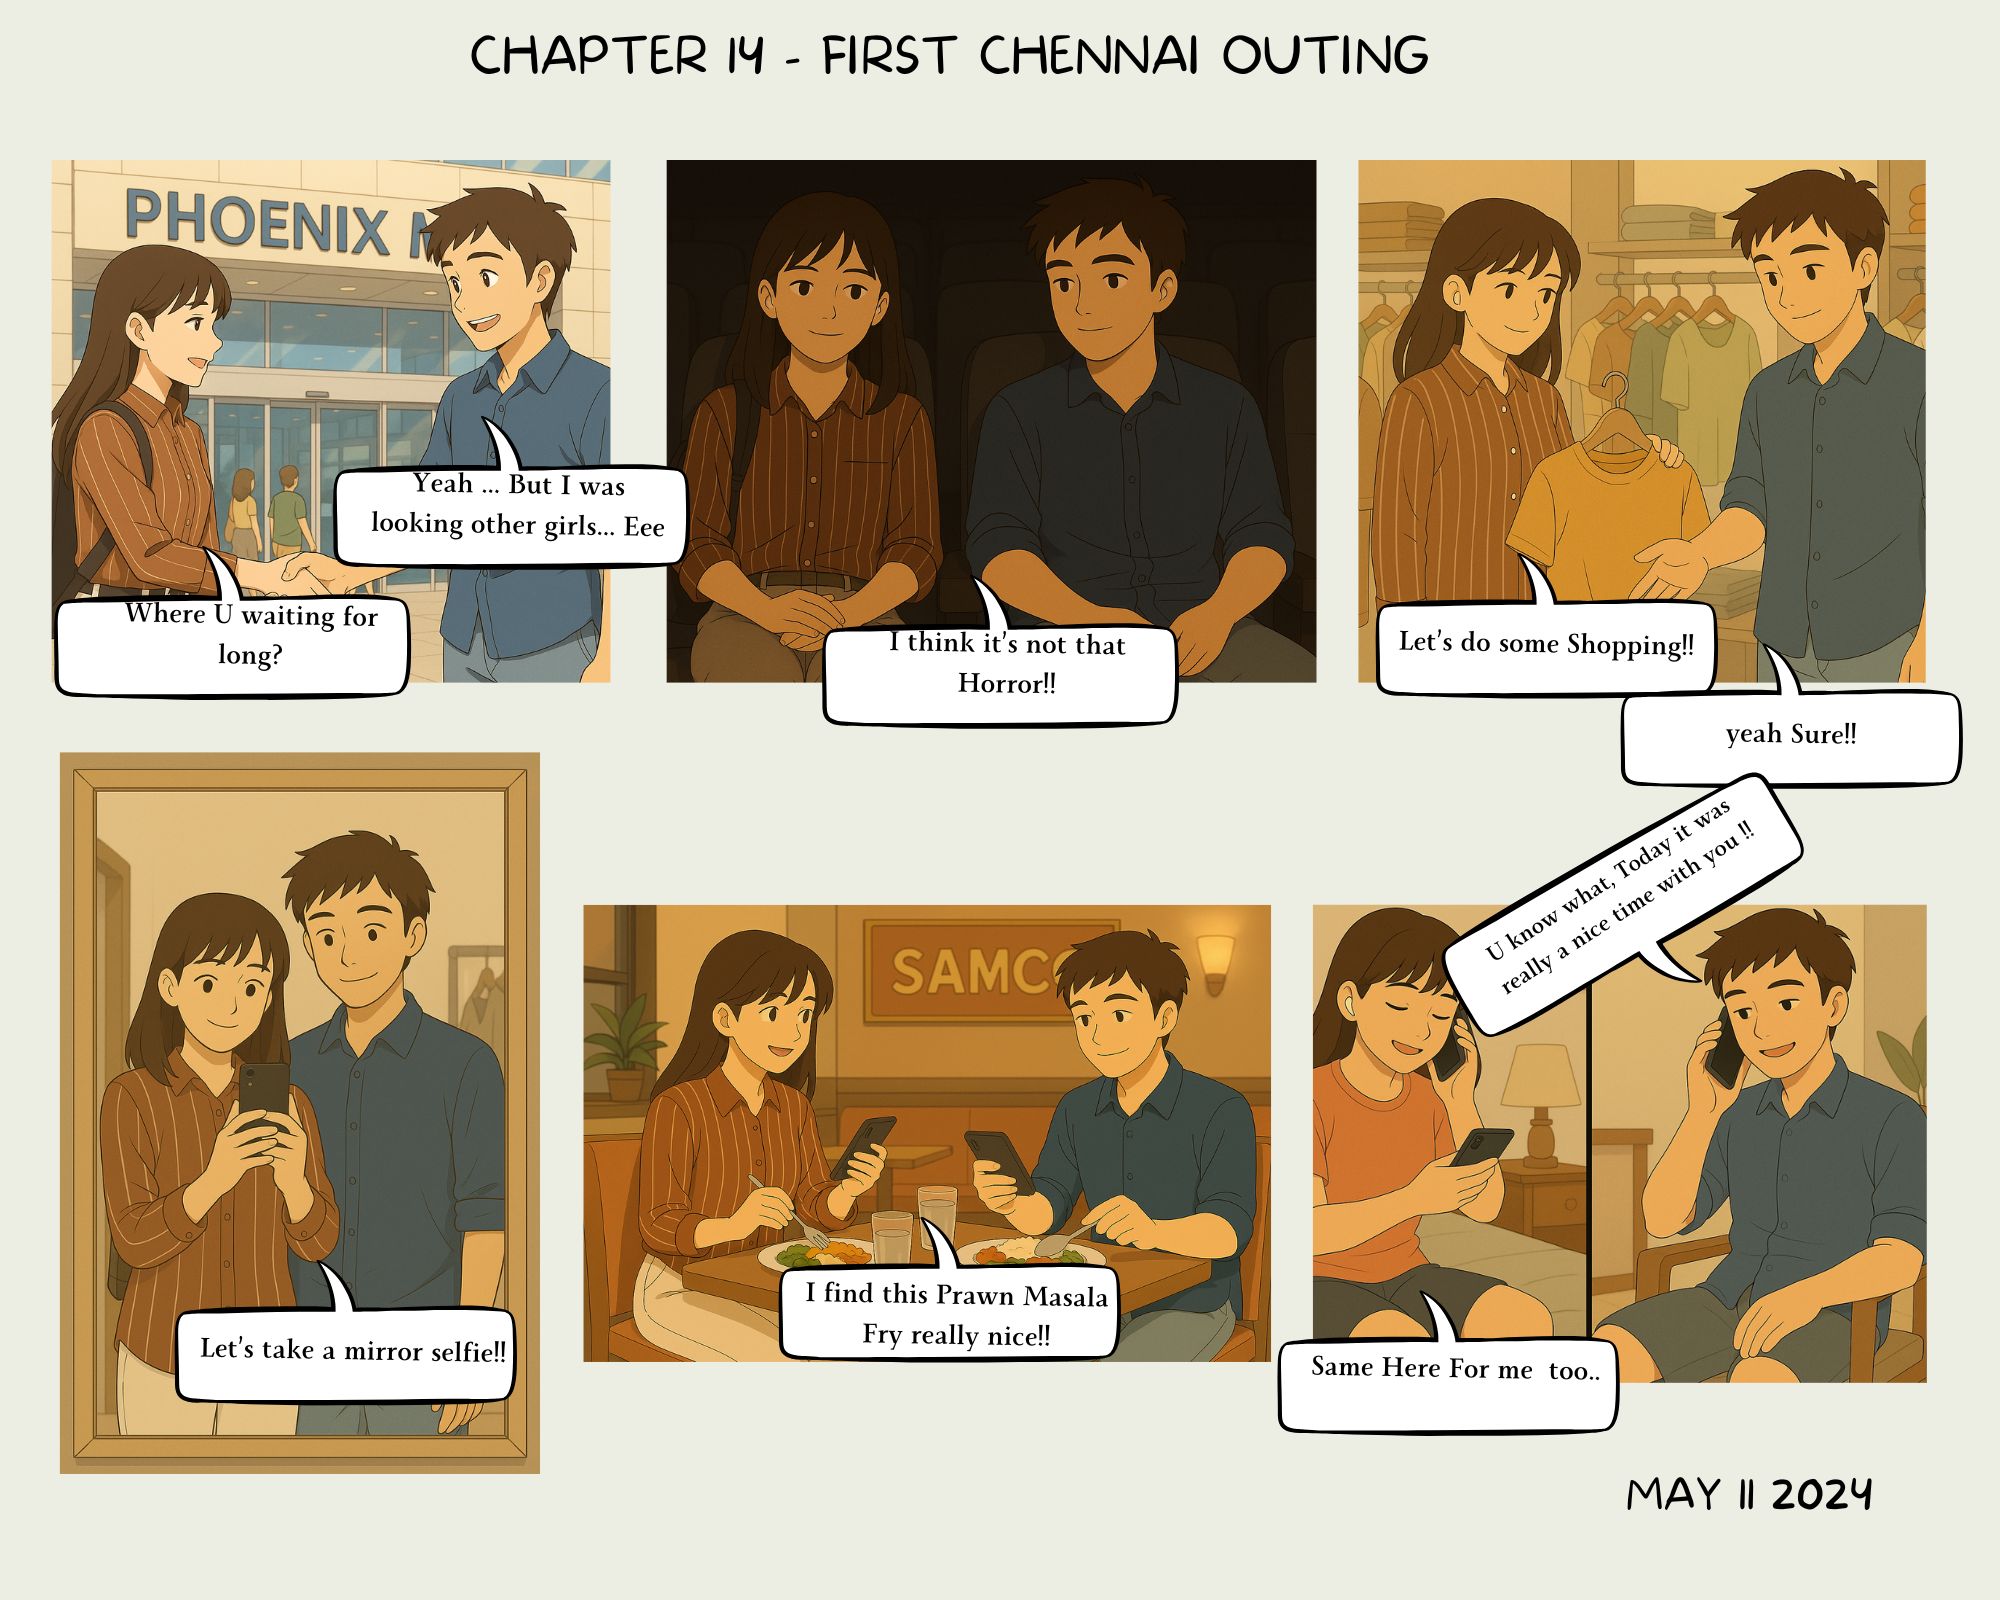 CHAPTER 14 - FIRST CHENNAI OUTING
PHOENIX M
Yeah ... But I was
looking other girls... Eee
Where U waiting for
long?
I think it's not that
Horror!!
Let's do some Shopping!!
yeah Sure!!
Let's take a mirror selfie!!
SAMCO
I find this Prawn Masala
Fry really nice!!
U know what, Today it was
really a nice time with you !!
Same Here For me too..
MAY 11 2024